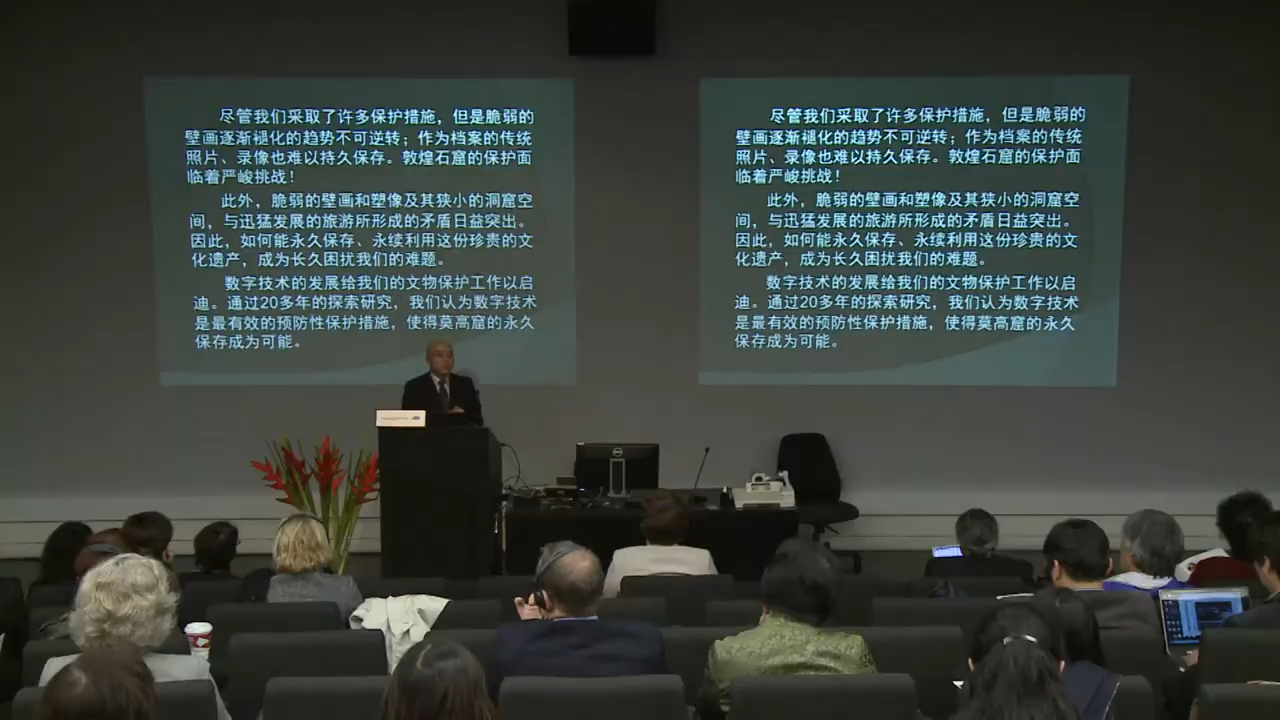 尽管我们采取了许多保护措施，但是脆弱的
壁画逐渐褪化的趋势不可逆转；作为档案的传统
照片、录像也难以持久保存。敦煌石窟的保护面
临着严峻挑战！
此外，脆弱的壁画和塑像及其狭小的洞窟空
间，与迅猛发展的旅游所形成的矛盾日益突出。
因此，如何能永久保存、永续利用这份珍贵的文
化遗产，成为长久困扰我们的难题。
数字技术的发展给我们的文物保护工作以启
迪。通过20多年的探索研究，我们认为数字技术
是最有效的预防性保护措施，使得莫高窟的永久
保存成为可能。
尽管我们采取了许多保护措施，但是脆弱的
壁画逐渐褪化的趋势不可逆转；作为档案的传统
照片、录像也难以持久保存。敦煌石窟的保护面
临着严峻挑战！
此外，脆弱的壁画和塑像及其狭小的洞窟空
间，与迅猛发展的旅游所形成的矛盾日益突出。
因此，如何能永久保存、永续利用这份珍贵的文
化遗产，成为长久困扰我们的难题。
数字技术的发展给我们的文物保护工作以启
迪。通过20多年的探索研究，我们认为数字技术
是最有效的预防性保护措施，使得莫高窟的永久
保存成为可能。